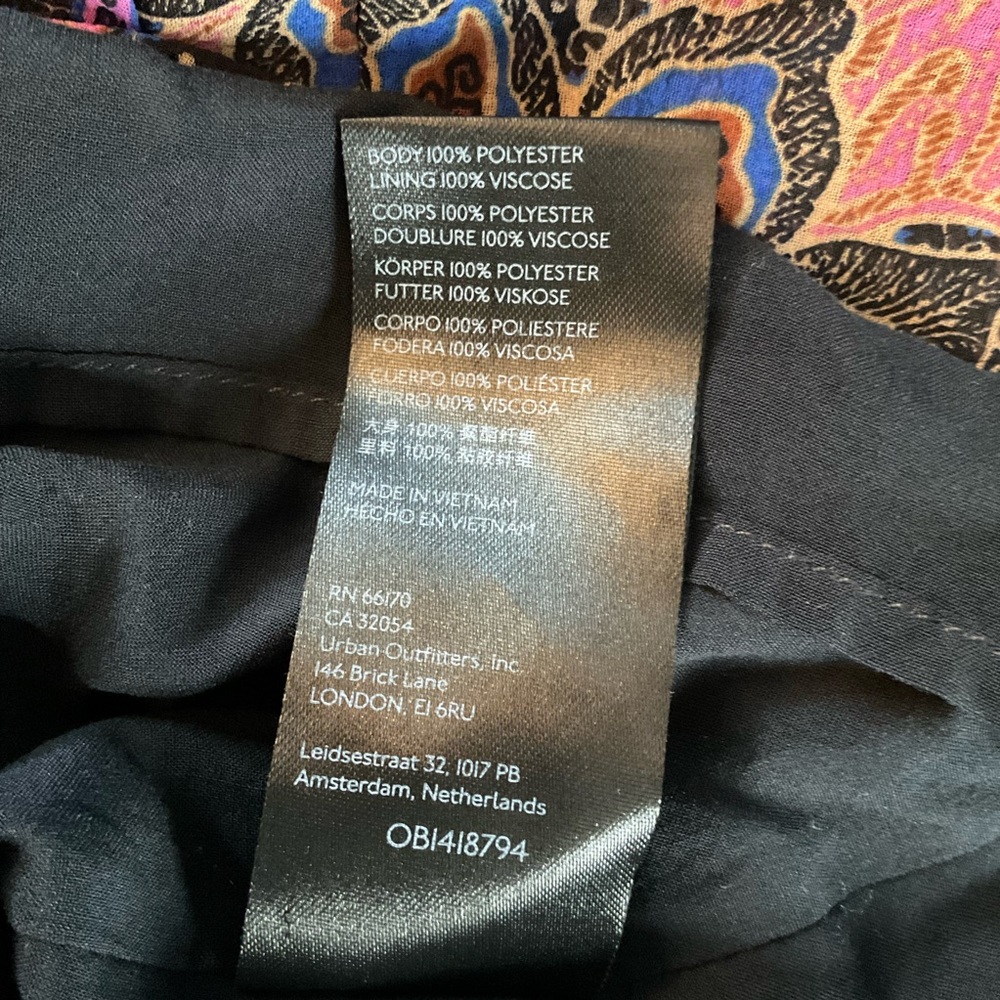 BODY 100% POLYESTER
LINING 100% VISCOSE
CORPS 100% POLYESTER
DOUBLURE 100% VISCOSE
KÖRPER 100% POLYESTER
FUTTER 100% VISKOSE
CORPO 100% POLIESTERE
FODERA 100% VISCOSA
CUERPO 100% POLIÉSTER
FORRO 100% VISCOSA
大身 100% 聚酯纤维
里料 100% 粘胶纤维
MADE IN VIETNAM
HECHO EN VIETNAM
RN 66170
CA 32054
Urban Outfitters, Inc.
146 Brick Lane
LONDON, E1 6RU
Leidsestraat 32, 1017 PB
Amsterdam, Netherlands
OB1418794